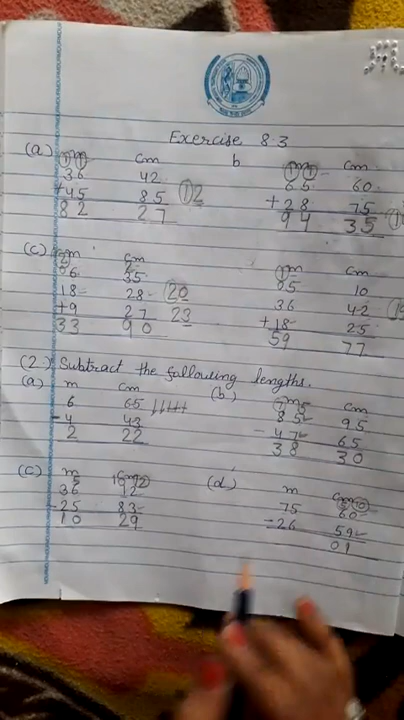 Exercise 8.3
(a) m cm b m cm
36 42 65 60
+45 85 12 +28 75
82 27 94 35
(c) m cm m cm
35 10
18 28 20 36 42
+9 27 23 +18 25
33 90 59 77
(2.) Subtract the following lengths.
(a) m cm (b) m cm
6 65 85 95
- 4 43 - 47 65
2 22 38 30
(c) m cm (d) m cm
36 12 75 60
-25 83 -26 59
10 29 01